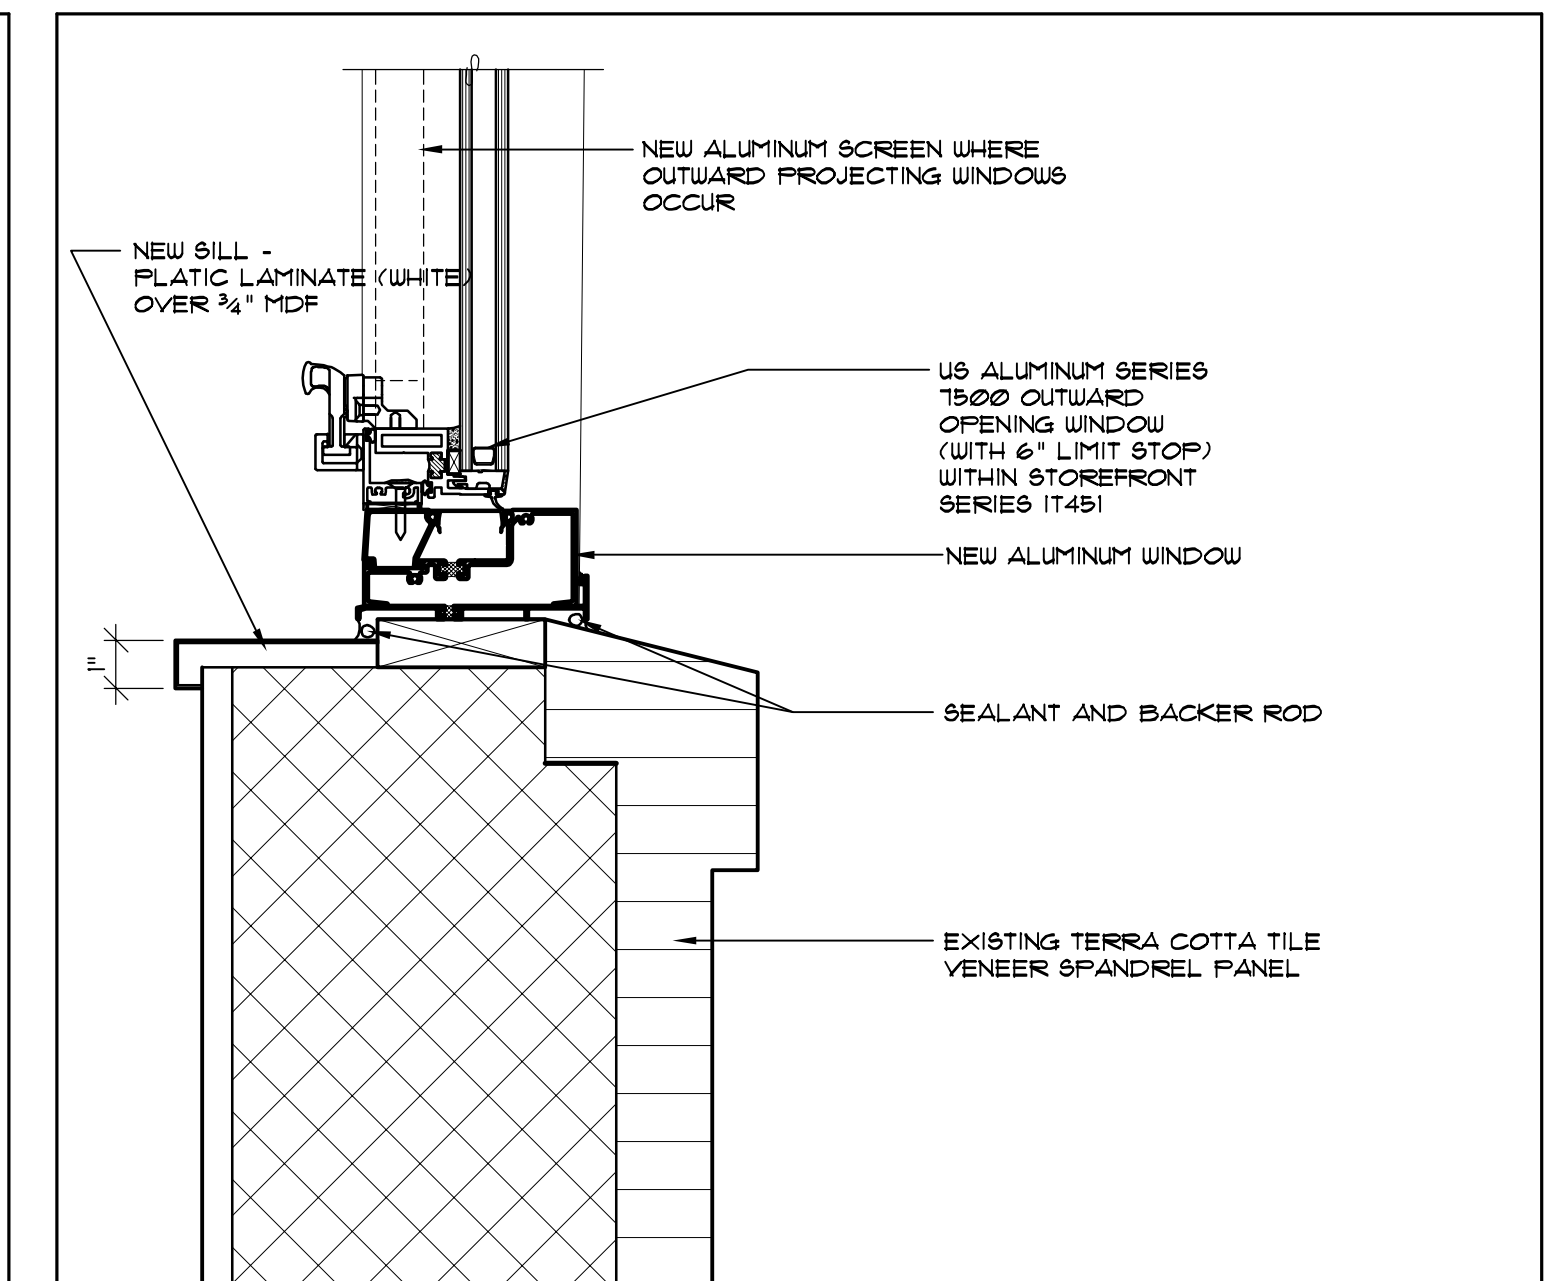 NEW ALUMINUM SCREEN WHERE
OUTWARD PROJECTING WINDOWS
OCCUR
NEW SILL -
PLATIC LAMINATE (WHITE)
OVER ¾" MDF
US ALUMINUM SERIES
7500 OUTWARD
OPENING WINDOW
(WITH 6" LIMIT STOP)
WITHIN STOREFRONT
SERIES IT451
NEW ALUMINUM WINDOW
1"
SEALANT AND BACKER ROD
EXISTING TERRA COTTA TILE
VENEER SPANDREL PANEL